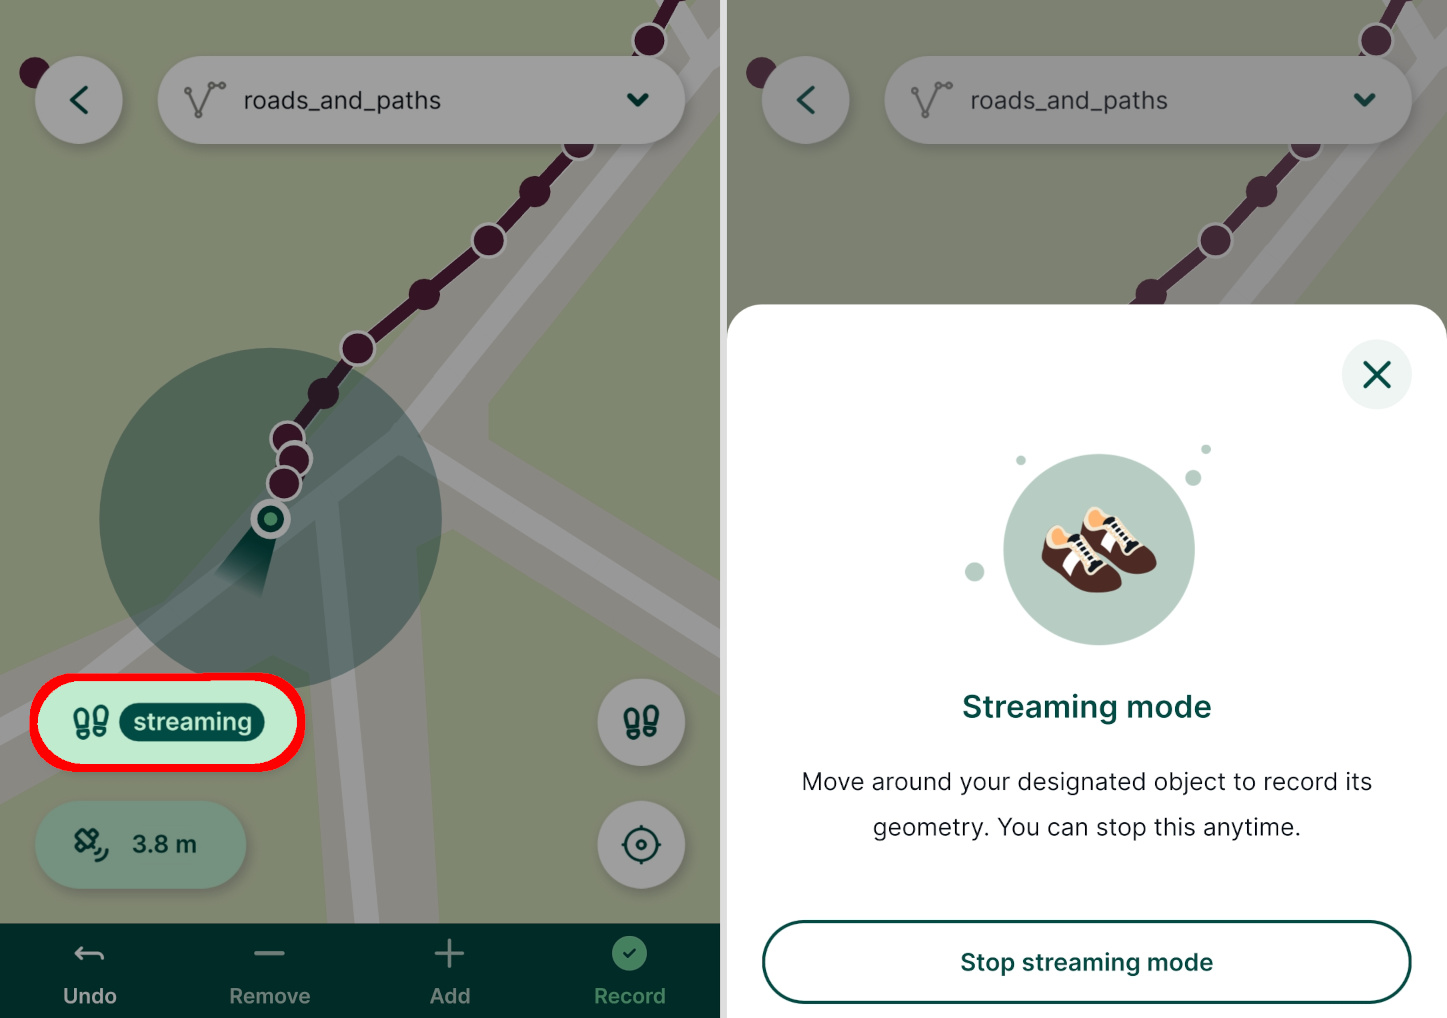 roads_and_paths
streaming
3.8 m
Undo
Remove
Add
Record
roads_and_paths
Streaming mode
Move around your designated object to record its
geometry. You can stop this anytime.
Stop streaming mode